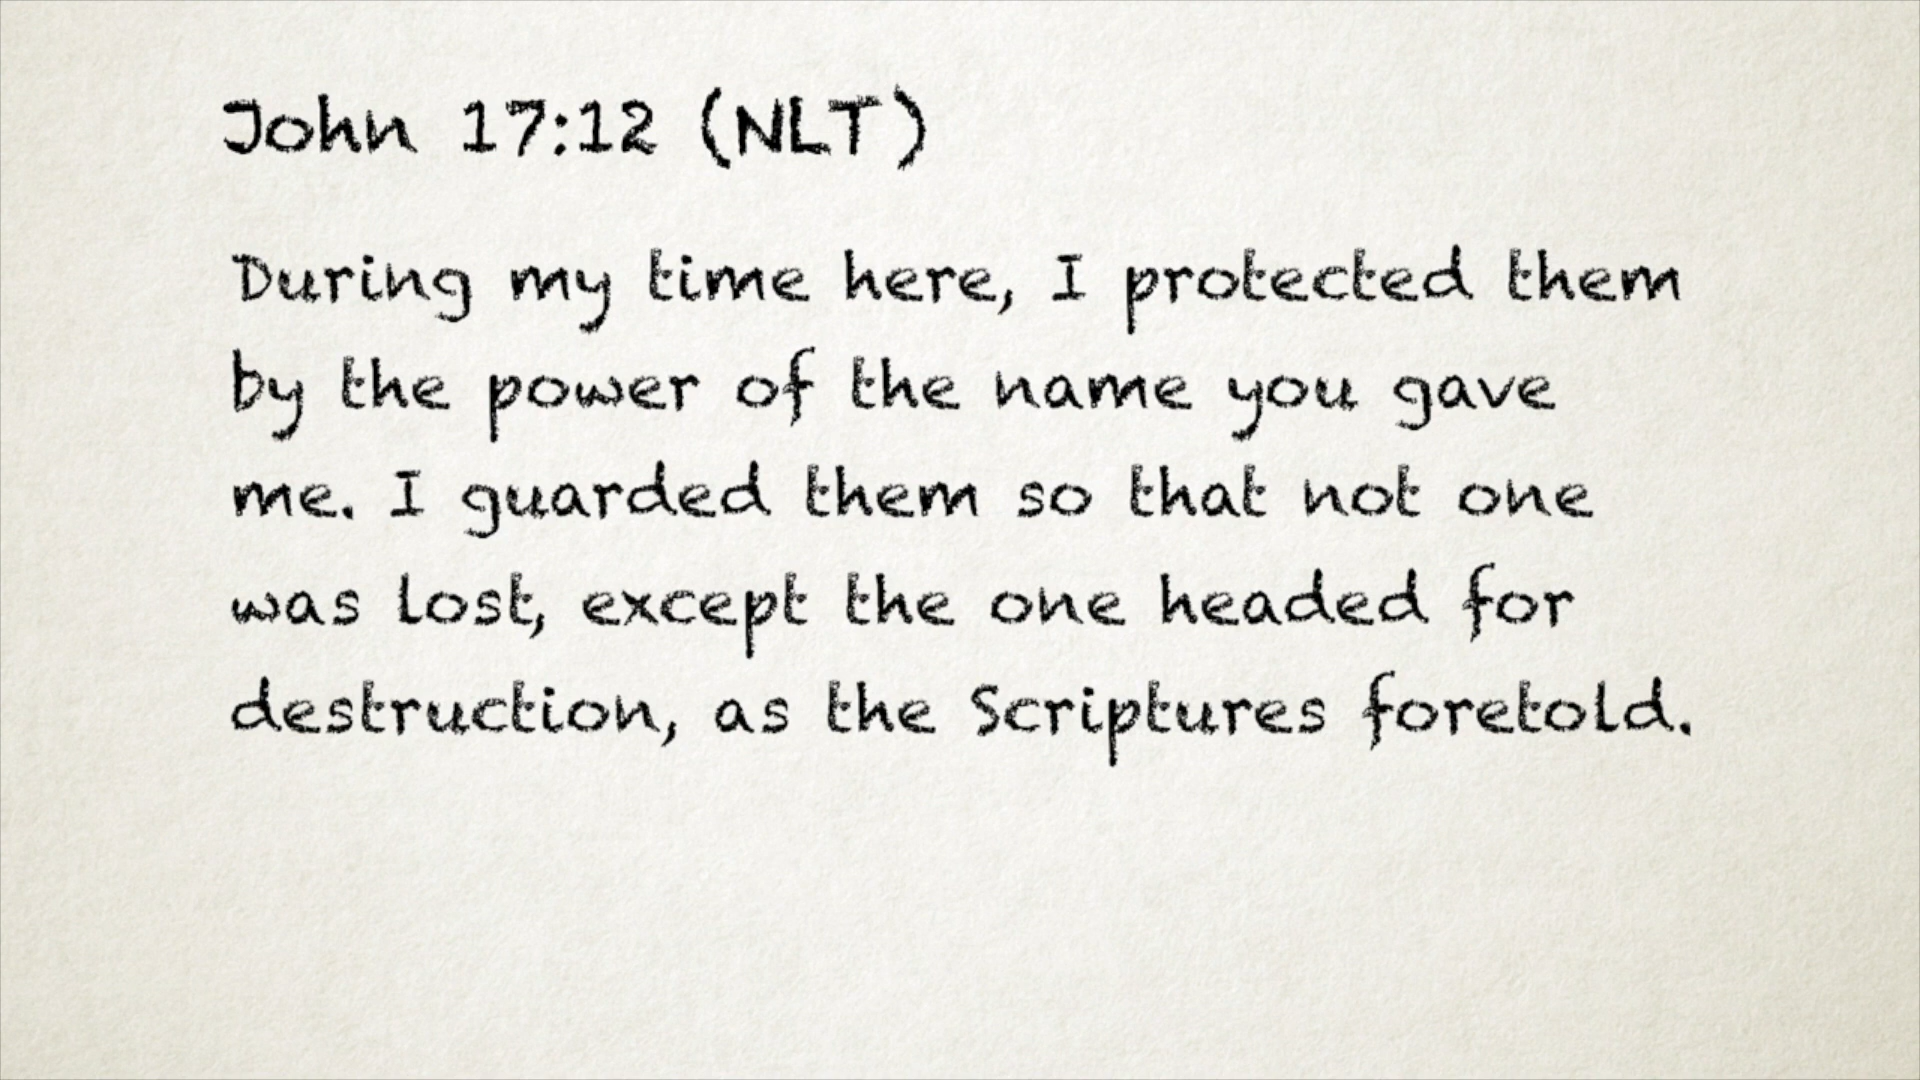 John 17:12 (NLT)
During my time here, I protected them
by the power of the name you gave
me. I guarded them so that not one
was lost, except the one headed for
destruction, as the Scriptures foretold.